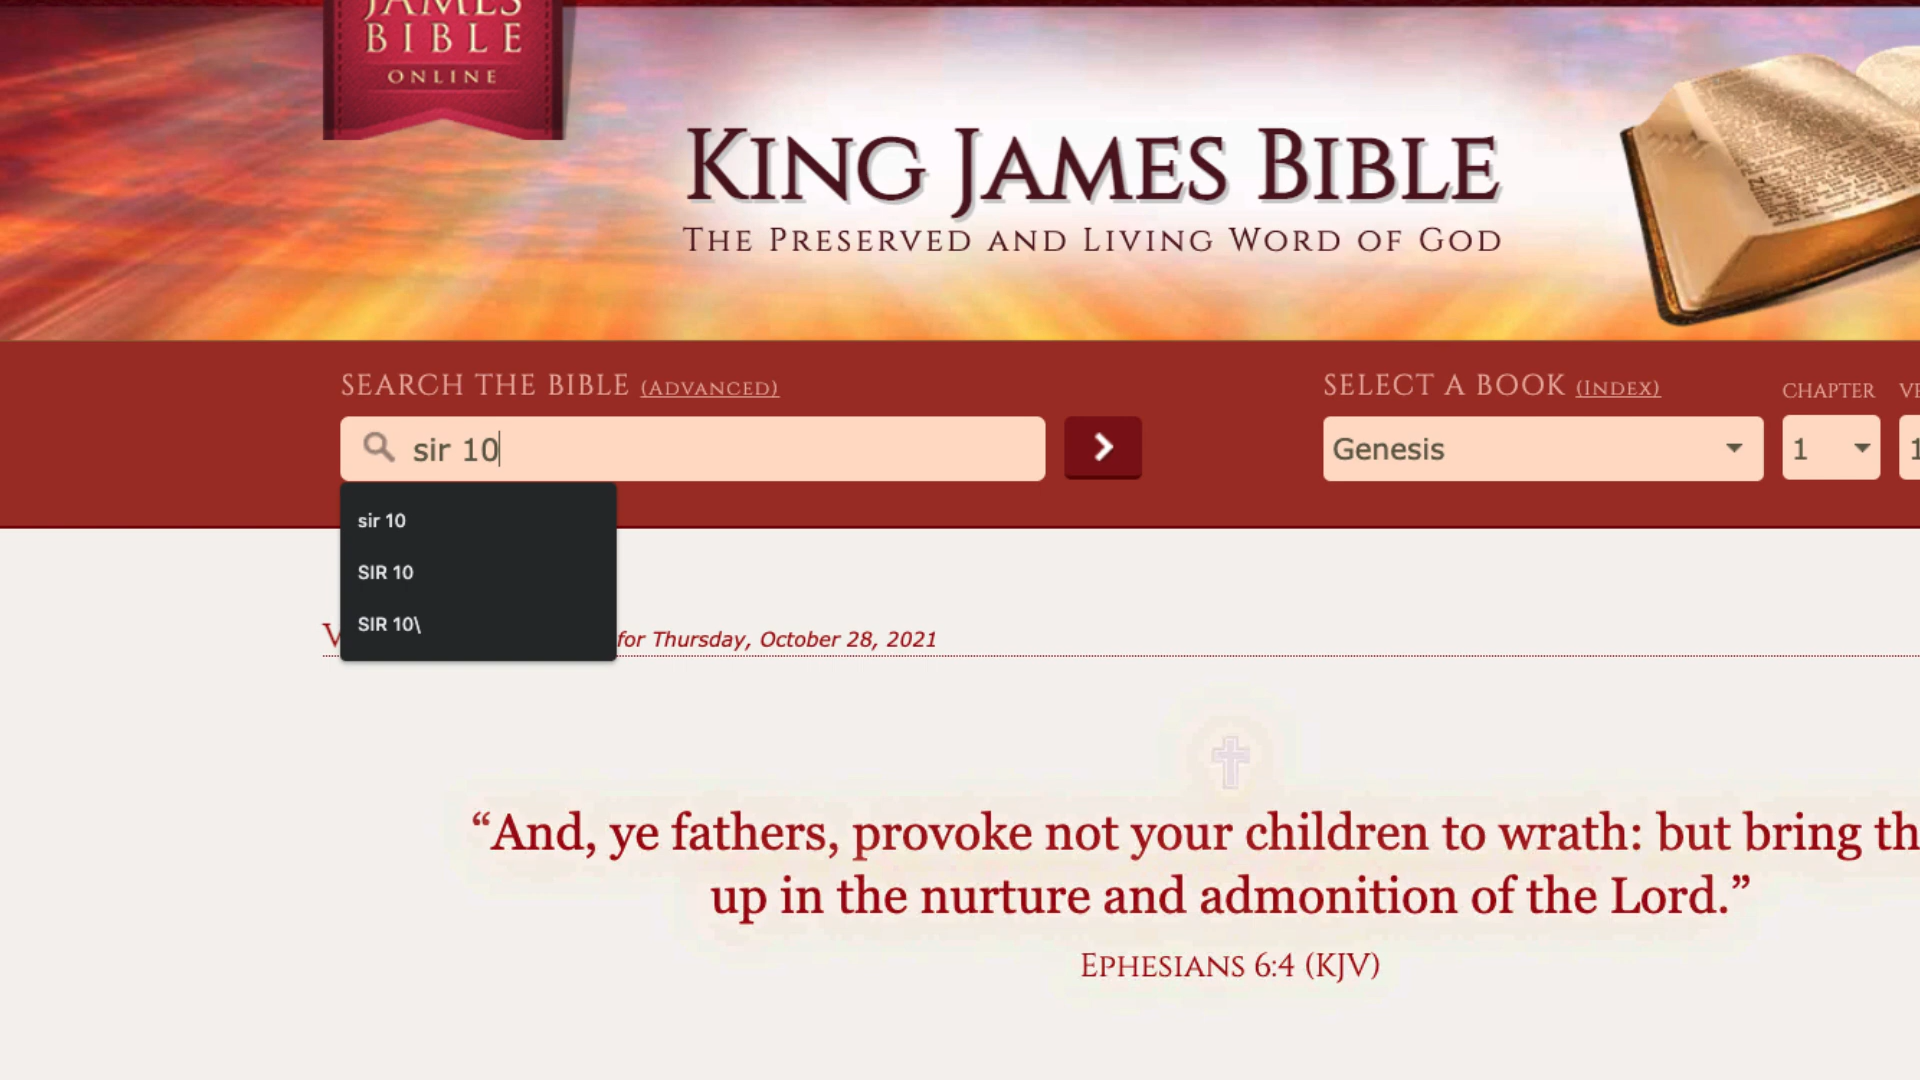 JAMES
BIBLE
ONLINE
KING JAMES BIBLE
THE PRESERVED AND LIVING WORD OF GOD
SEARCH THE BIBLE (ADVANCED)
SELECT A BOOK (INDEX)
CHAPTER
sir 10
Genesis
1
1
sir 10
SIR 10
SIR 10\
for Thursday, October 28, 2021
“And, ye fathers, provoke not your children to wrath: but bring th
up in the nurture and admonition of the Lord.”
EPHESIANS 6:4 (KJV)